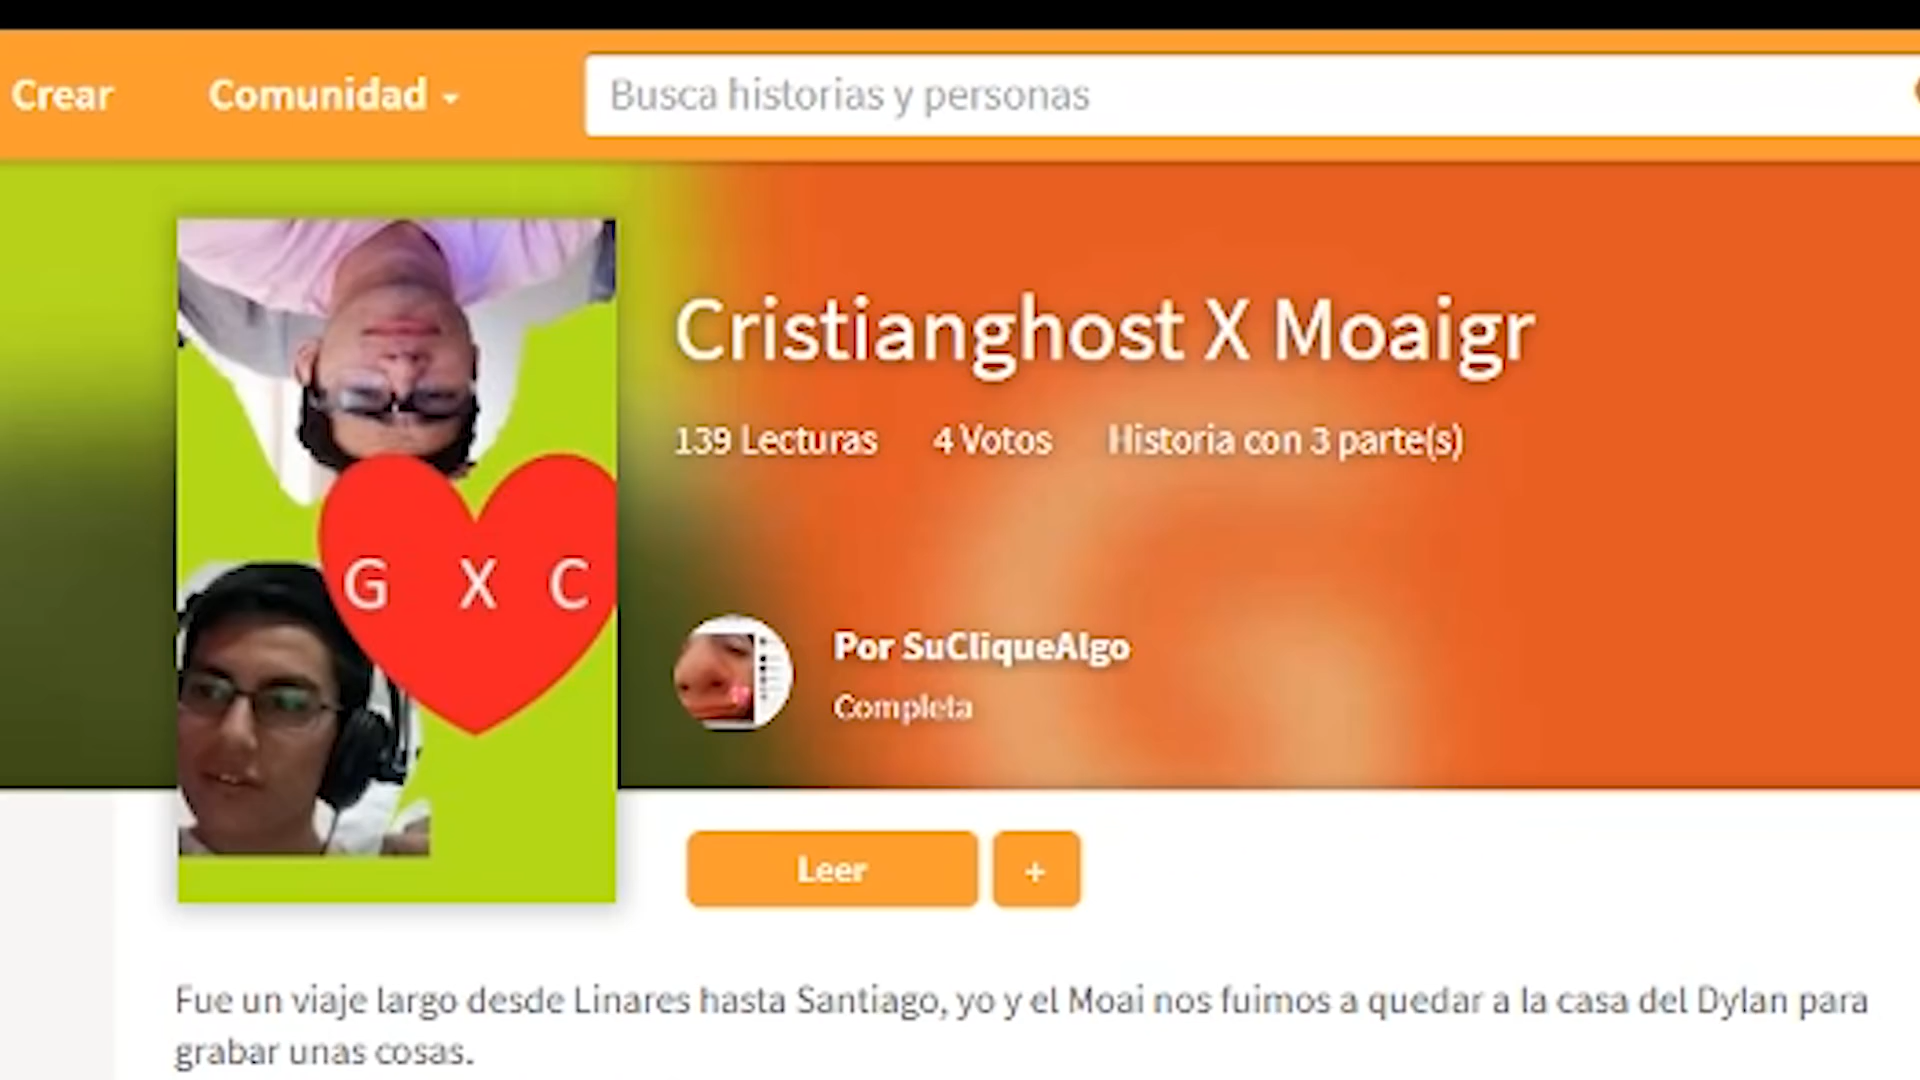 Crear Comunidad Busca historias y personas
Cristianghost X Moaigr
139 Lecturas 4 Votos Historia con 3 parte(s)
G X C
Por SuCliqueAlgo
Completa
Leer +
Fue un viaje largo desde Linares hasta Santiago, yo y el Moai nos fuimos a quedar a la casa del Dylan para
grabar unas cosas.